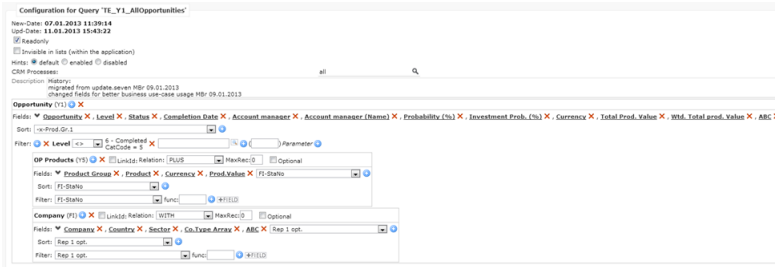 Configuration for Query 'TE_Y1_AllOpportunities'
New-Date: 07.01.2013 11:39:14
Upd-Date: 11.01.2013 15:43:22
Readonly
Invisible in lists (within the application)
Hints: default enabled disabled
CRM Processes: all
Description History:
migrated from update.seven MBr 09.01.2013
changed fields for better business use-case usage MBr 09.01.2013
Opportunity (Y1)
Fields: Opportunity X , Level X , Status X , Completion Date X , Account manager X , Account manager (Name) X , Probability (%) X , Investment Prob. (%) X , Currency X , Total Prod. Value X , Wtd. Total prod. Value X , ABC X
Sort: -x-Prod.Gr.1
Filter: X Level <> 6 - Completed X ( ) Parameter
CatCode = 5
OP Products (Y5) X LinkId: Relation: PLUS MaxRec: 0 Optional
Fields: Product Group X , Product X , Currency X , Prod.Value X FI-StaNo
Sort: FI-StaNo
Filter: FI-StaNo func: +FIELD
Company (FI) X LinkId: Relation: WITH MaxRec: 0 Optional
Fields: Company X , Country X , Sector X , Co.Type Array X , ABC X Rep 1 opt.
Sort: Rep 1 opt.
Filter: Rep 1 opt. func: +FIELD